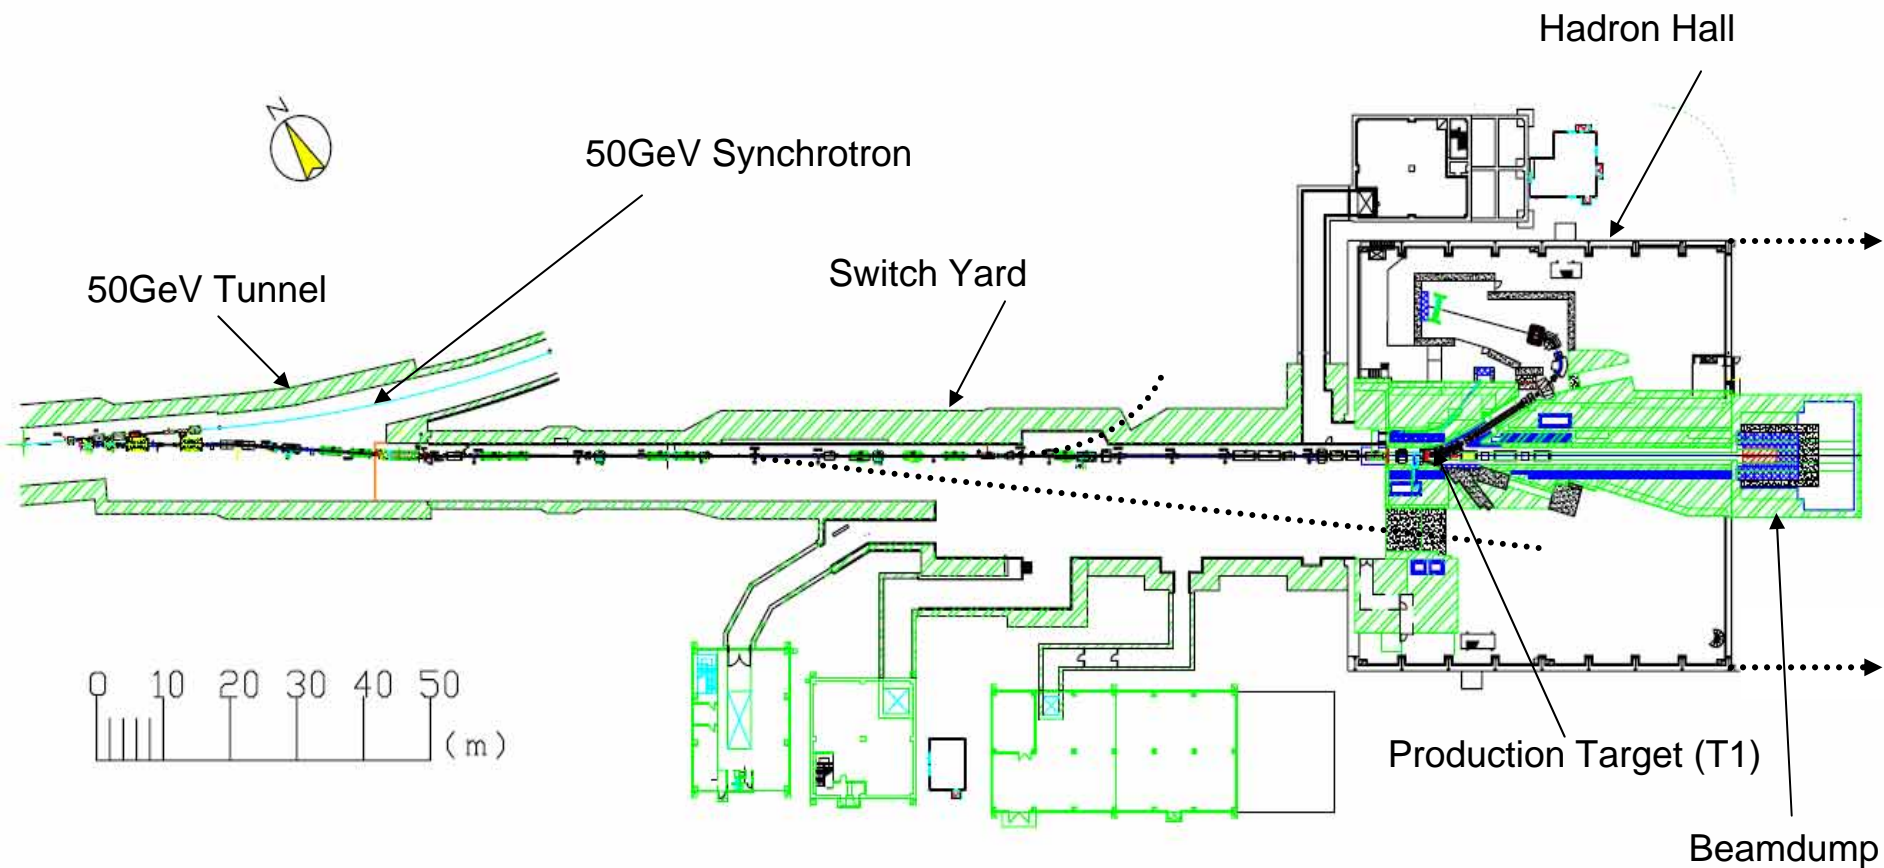 Hadron Hall
N
50GeV Synchrotron
Switch Yard
50GeV Tunnel
0 10 20 30 40 50
(m)
Production Target (T1)
Beamdump